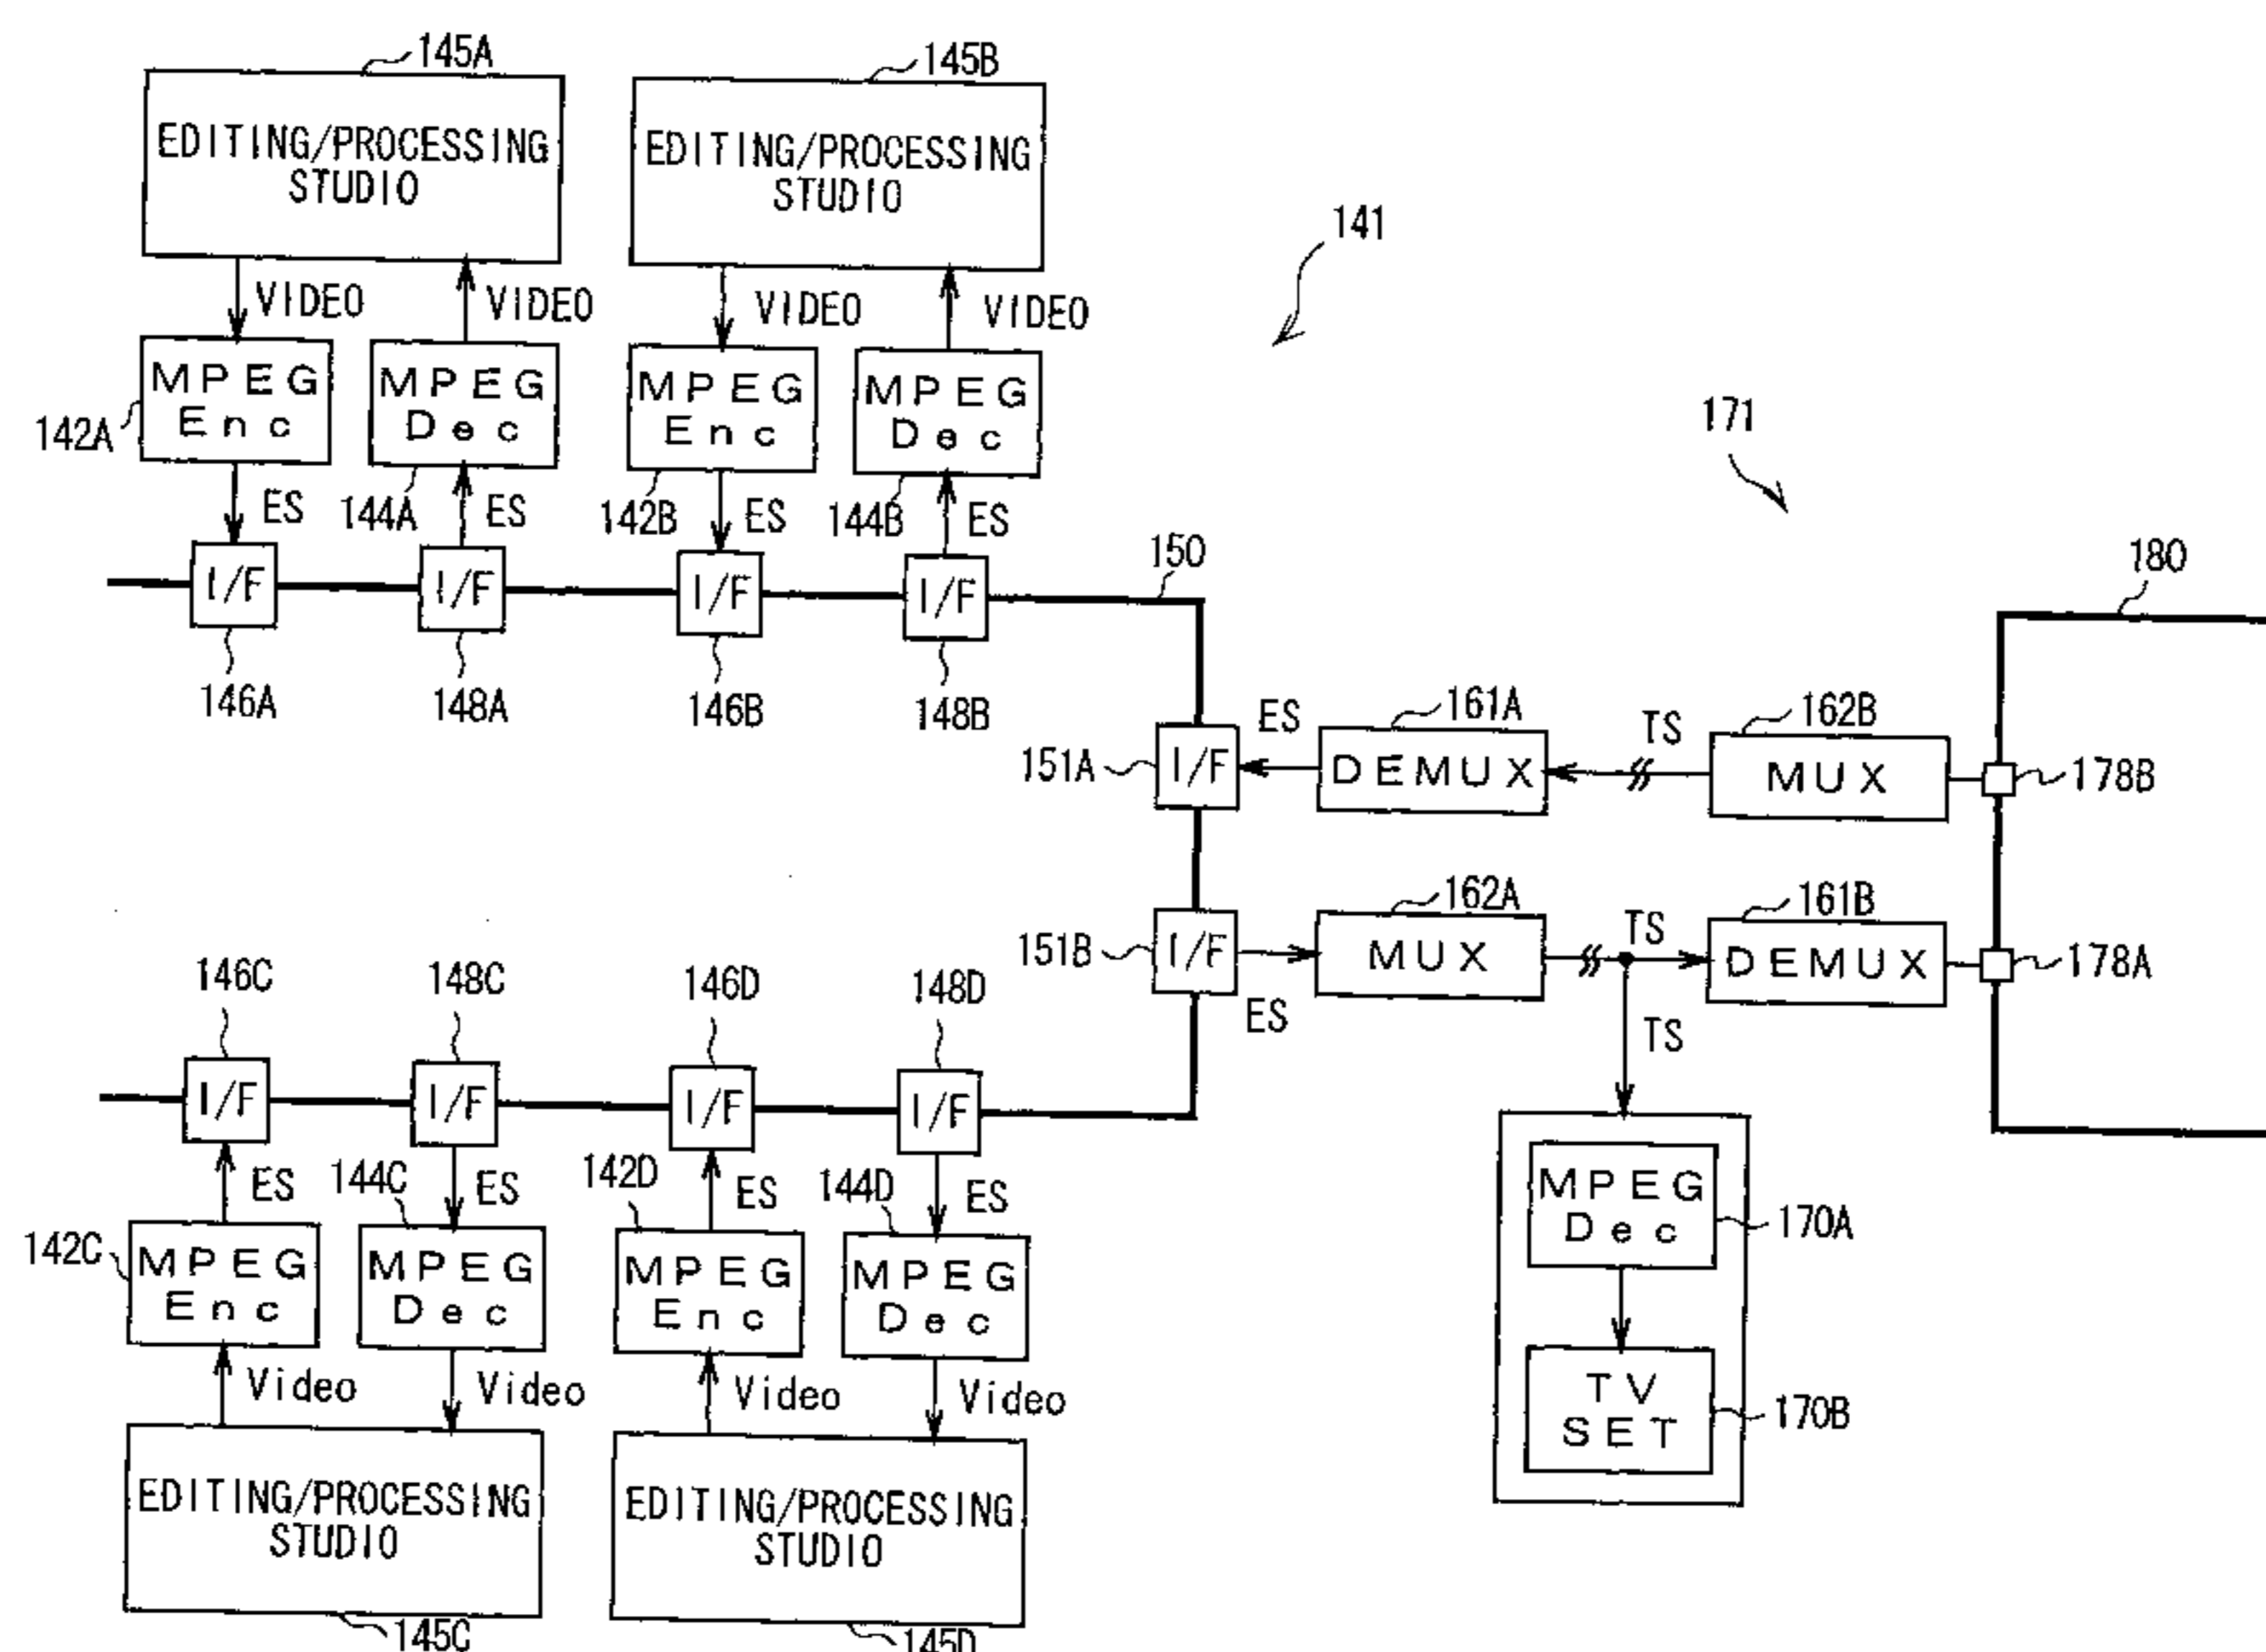 145A
145B
EDITING/PROCESSING
STUDIO
EDITING/PROCESSING
STUDIO
141
VIDEO
VIDEO
VIDEO
VIDEO
MPEG
Enc
MPEG
Dec
MPEG
Enc
MPEG
Dec
142A
144A
142B
144B
171
ES
ES
ES
ES
I/F
I/F
I/F
I/F
150
180
146A
148A
146B
148B
ES
161A
TS
162B
151A
I/F
DEMUX
MUX
178B
162A
161B
151B
I/F
MUX
TS
DEMUX
178A
ES
TS
146C
148C
146D
148D
I/F
I/F
I/F
I/F
ES
144C
ES
142D
ES
144D
ES
142C
MPEG
Enc
MPEG
Dec
MPEG
Enc
MPEG
Dec
MPEG
Dec
170A
Video
Video
Video
Video
TV
SET
170B
EDITING/PROCESSING
STUDIO
EDITING/PROCESSING
STUDIO
145C
145D